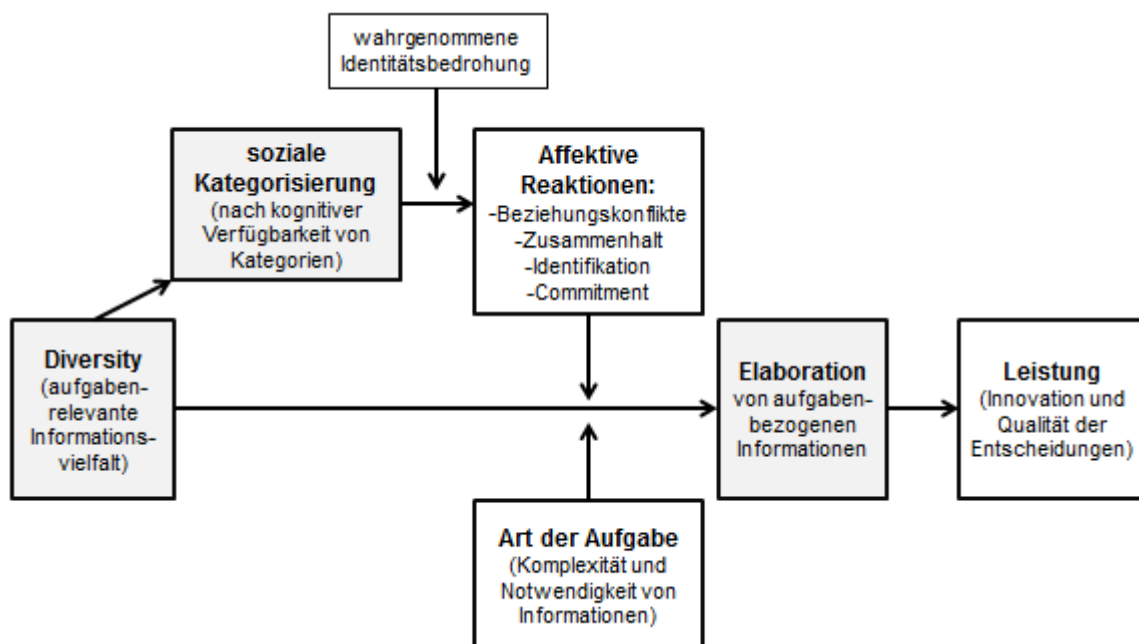 wahrgenommene
Identitätsbedrohung
soziale
Kategorisierung
(nach kognitiver
Verfügbarkeit von
Kategorien)
Affektive
Reaktionen:
-Beziehungskonflikte
-Zusammenhalt
-Identifikation
-Commitment
Diversity
(aufgaben-
relevante
Informations-
vielfalt)
Elaboration
von aufgaben-
bezogenen
Informationen
Leistung
(Innovation und
Qualität der
Entscheidungen)
Art der Aufgabe
(Komplexität und
Notwendigkeit von
Informationen)